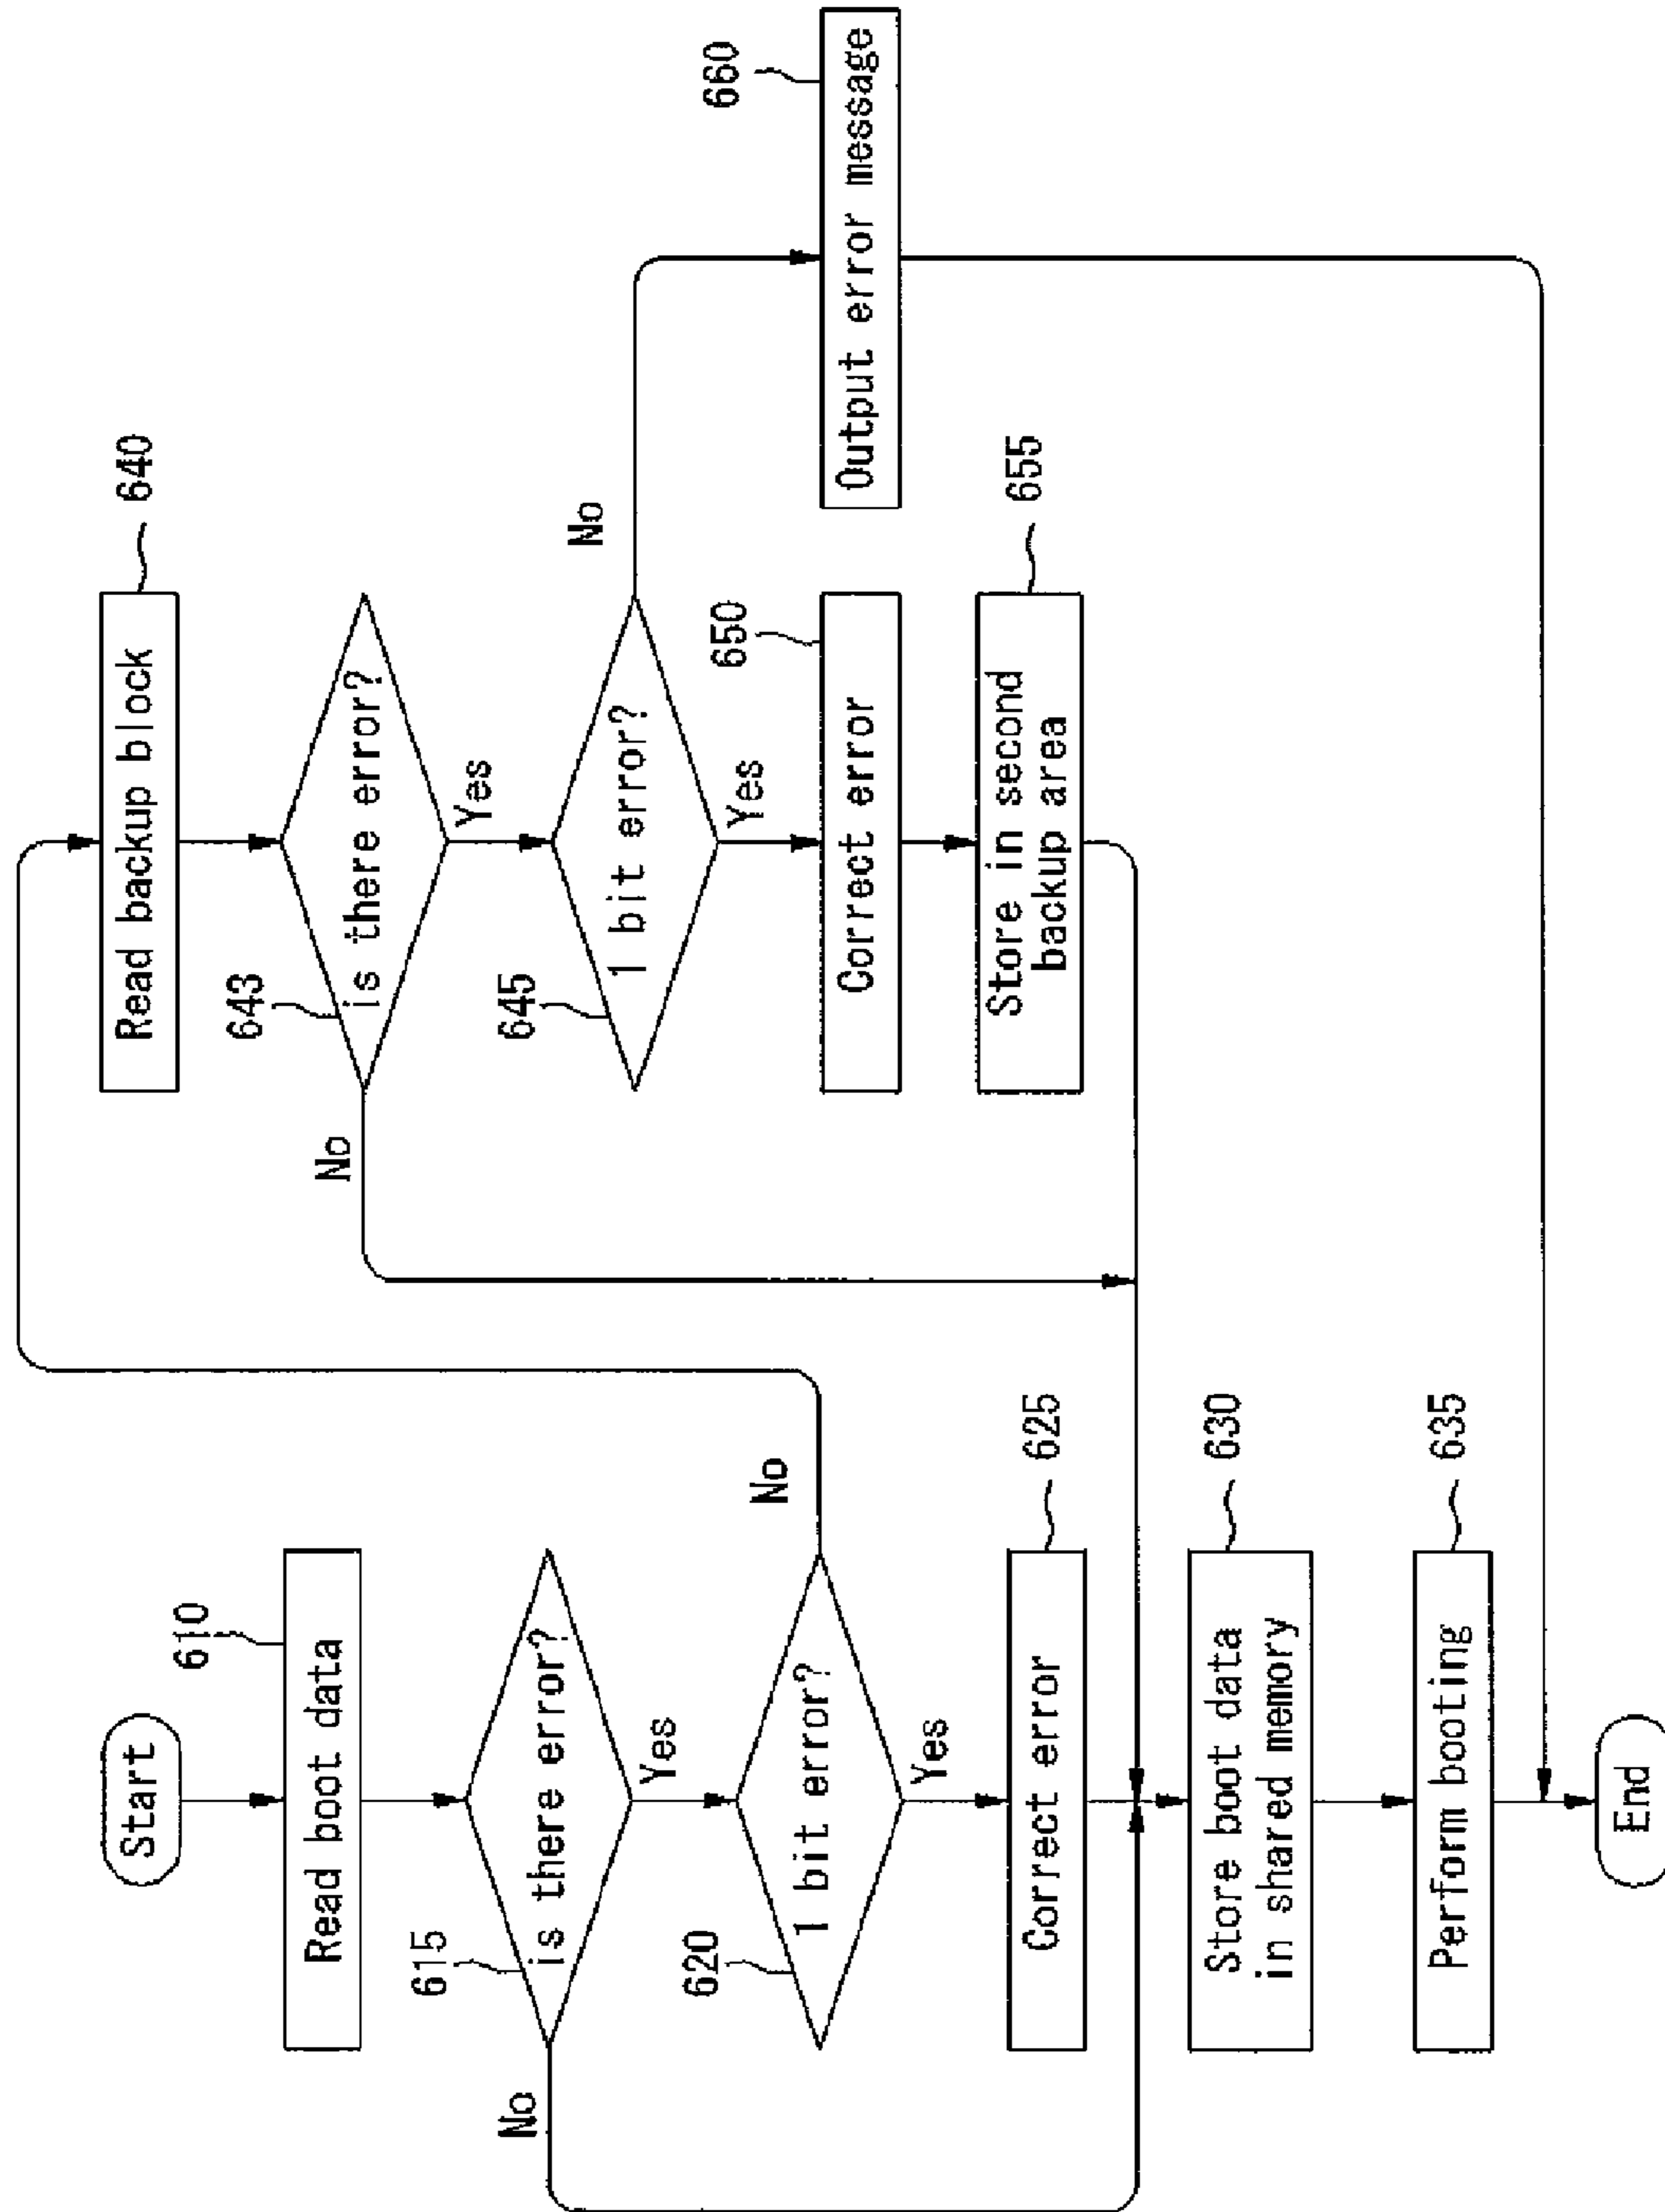 Start
610
Read boot data
615
is there error?
No
Yes
620
1 bit error?
No
Yes
Correct error
625
Store boot data
in shared memory
630
Perform booting
635
End
Read backup block
640
643
is there error?
No
Yes
645
1 bit error?
No
Yes
650
Correct error
Store in second
backup area
655
660
Output error message